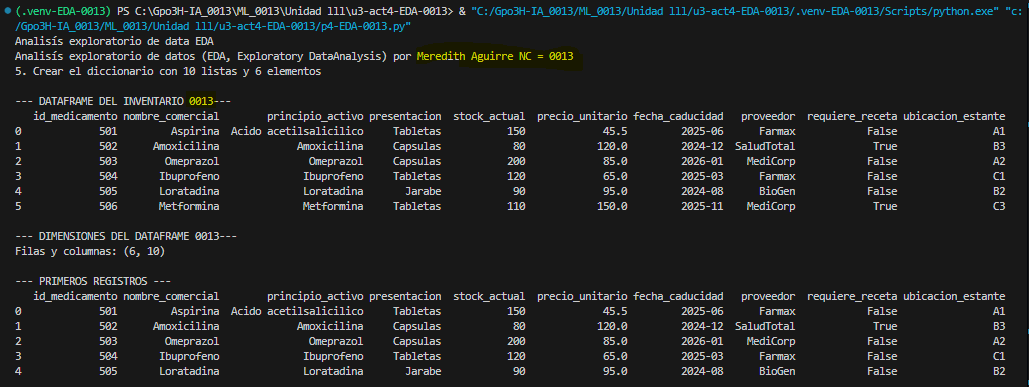 (.venv-EDA-0013) PS C:\Gpo3H-IA_0013\ML_0013\Unidad lll\u3-act4-EDA-0013> & "C:/Gpo3H-IA_0013/ML_0013/Unidad lll/u3-act4-EDA-0013/.venv-EDA-0013/Scripts/python.exe" "c:
/Gpo3H-IA_0013/ML_0013/Unidad lll/u3-act4-EDA-0013/p4-EDA-0013.py"
Analisís exploratorio de data EDA
Analisís exploratorio de datos (EDA, Exploratory DataAnalysis) por Meredith Aguirre NC = 0013
5. Crear el diccionario con 10 listas y 6 elementos
--- DATAFRAME DEL INVENTARIO 0013---
id_medicamento nombre_comercial principio_activo presentacion stock_actual precio_unitario fecha_caducidad proveedor requiere_receta ubicacion_estante
0 501 Aspirina Acido acetilsalicilico Tabletas 150 45.5 2025-06 Farmax False A1
1 502 Amoxicilina Amoxicilina Capsulas 80 120.0 2024-12 SaludTotal True B3
2 503 Omeprazol Omeprazol Capsulas 200 85.0 2026-01 MediCorp False A2
3 504 Ibuprofeno Ibuprofeno Tabletas 120 65.0 2025-03 Farmax False C1
4 505 Loratadina Loratadina Jarabe 90 95.0 2024-08 BioGen False B2
5 506 Metformina Metformina Tabletas 110 150.0 2025-11 MediCorp True C3
--- DIMENSIONES DEL DATAFRAME 0013---
Filas y columnas: (6, 10)
--- PRIMEROS REGISTROS ---
id_medicamento nombre_comercial principio_activo presentacion stock_actual precio_unitario fecha_caducidad proveedor requiere_receta ubicacion_estante
0 501 Aspirina Acido acetilsalicilico Tabletas 150 45.5 2025-06 Farmax False A1
1 502 Amoxicilina Amoxicilina Capsulas 80 120.0 2024-12 SaludTotal True B3
2 503 Omeprazol Omeprazol Capsulas 200 85.0 2026-01 MediCorp False A2
3 504 Ibuprofeno Ibuprofeno Tabletas 120 65.0 2025-03 Farmax False C1
4 505 Loratadina Loratadina Jarabe 90 95.0 2024-08 BioGen False B2